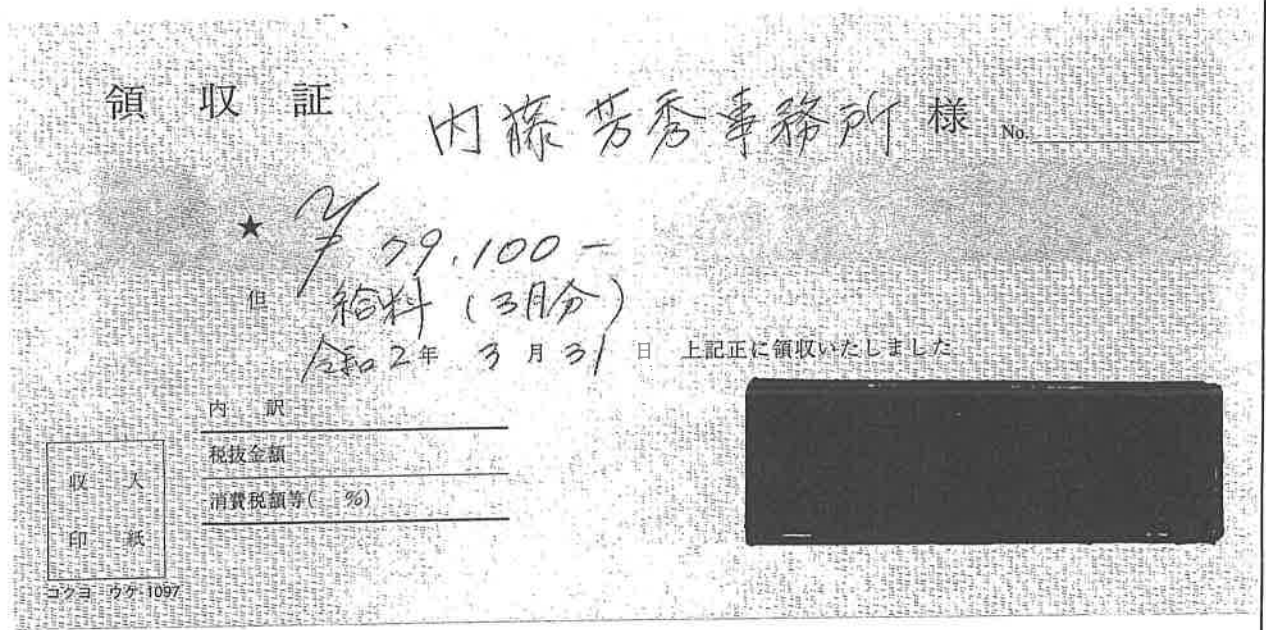 領収証 内藤芳秀事務所 様 No.
★ ¥79,100-
但 給料(3月分)
令和2年 3月31日 上記正に領収いたしました
内訳
税抜金額
消費税額等( %)
収入
印紙
コクヨ ウケ-1097